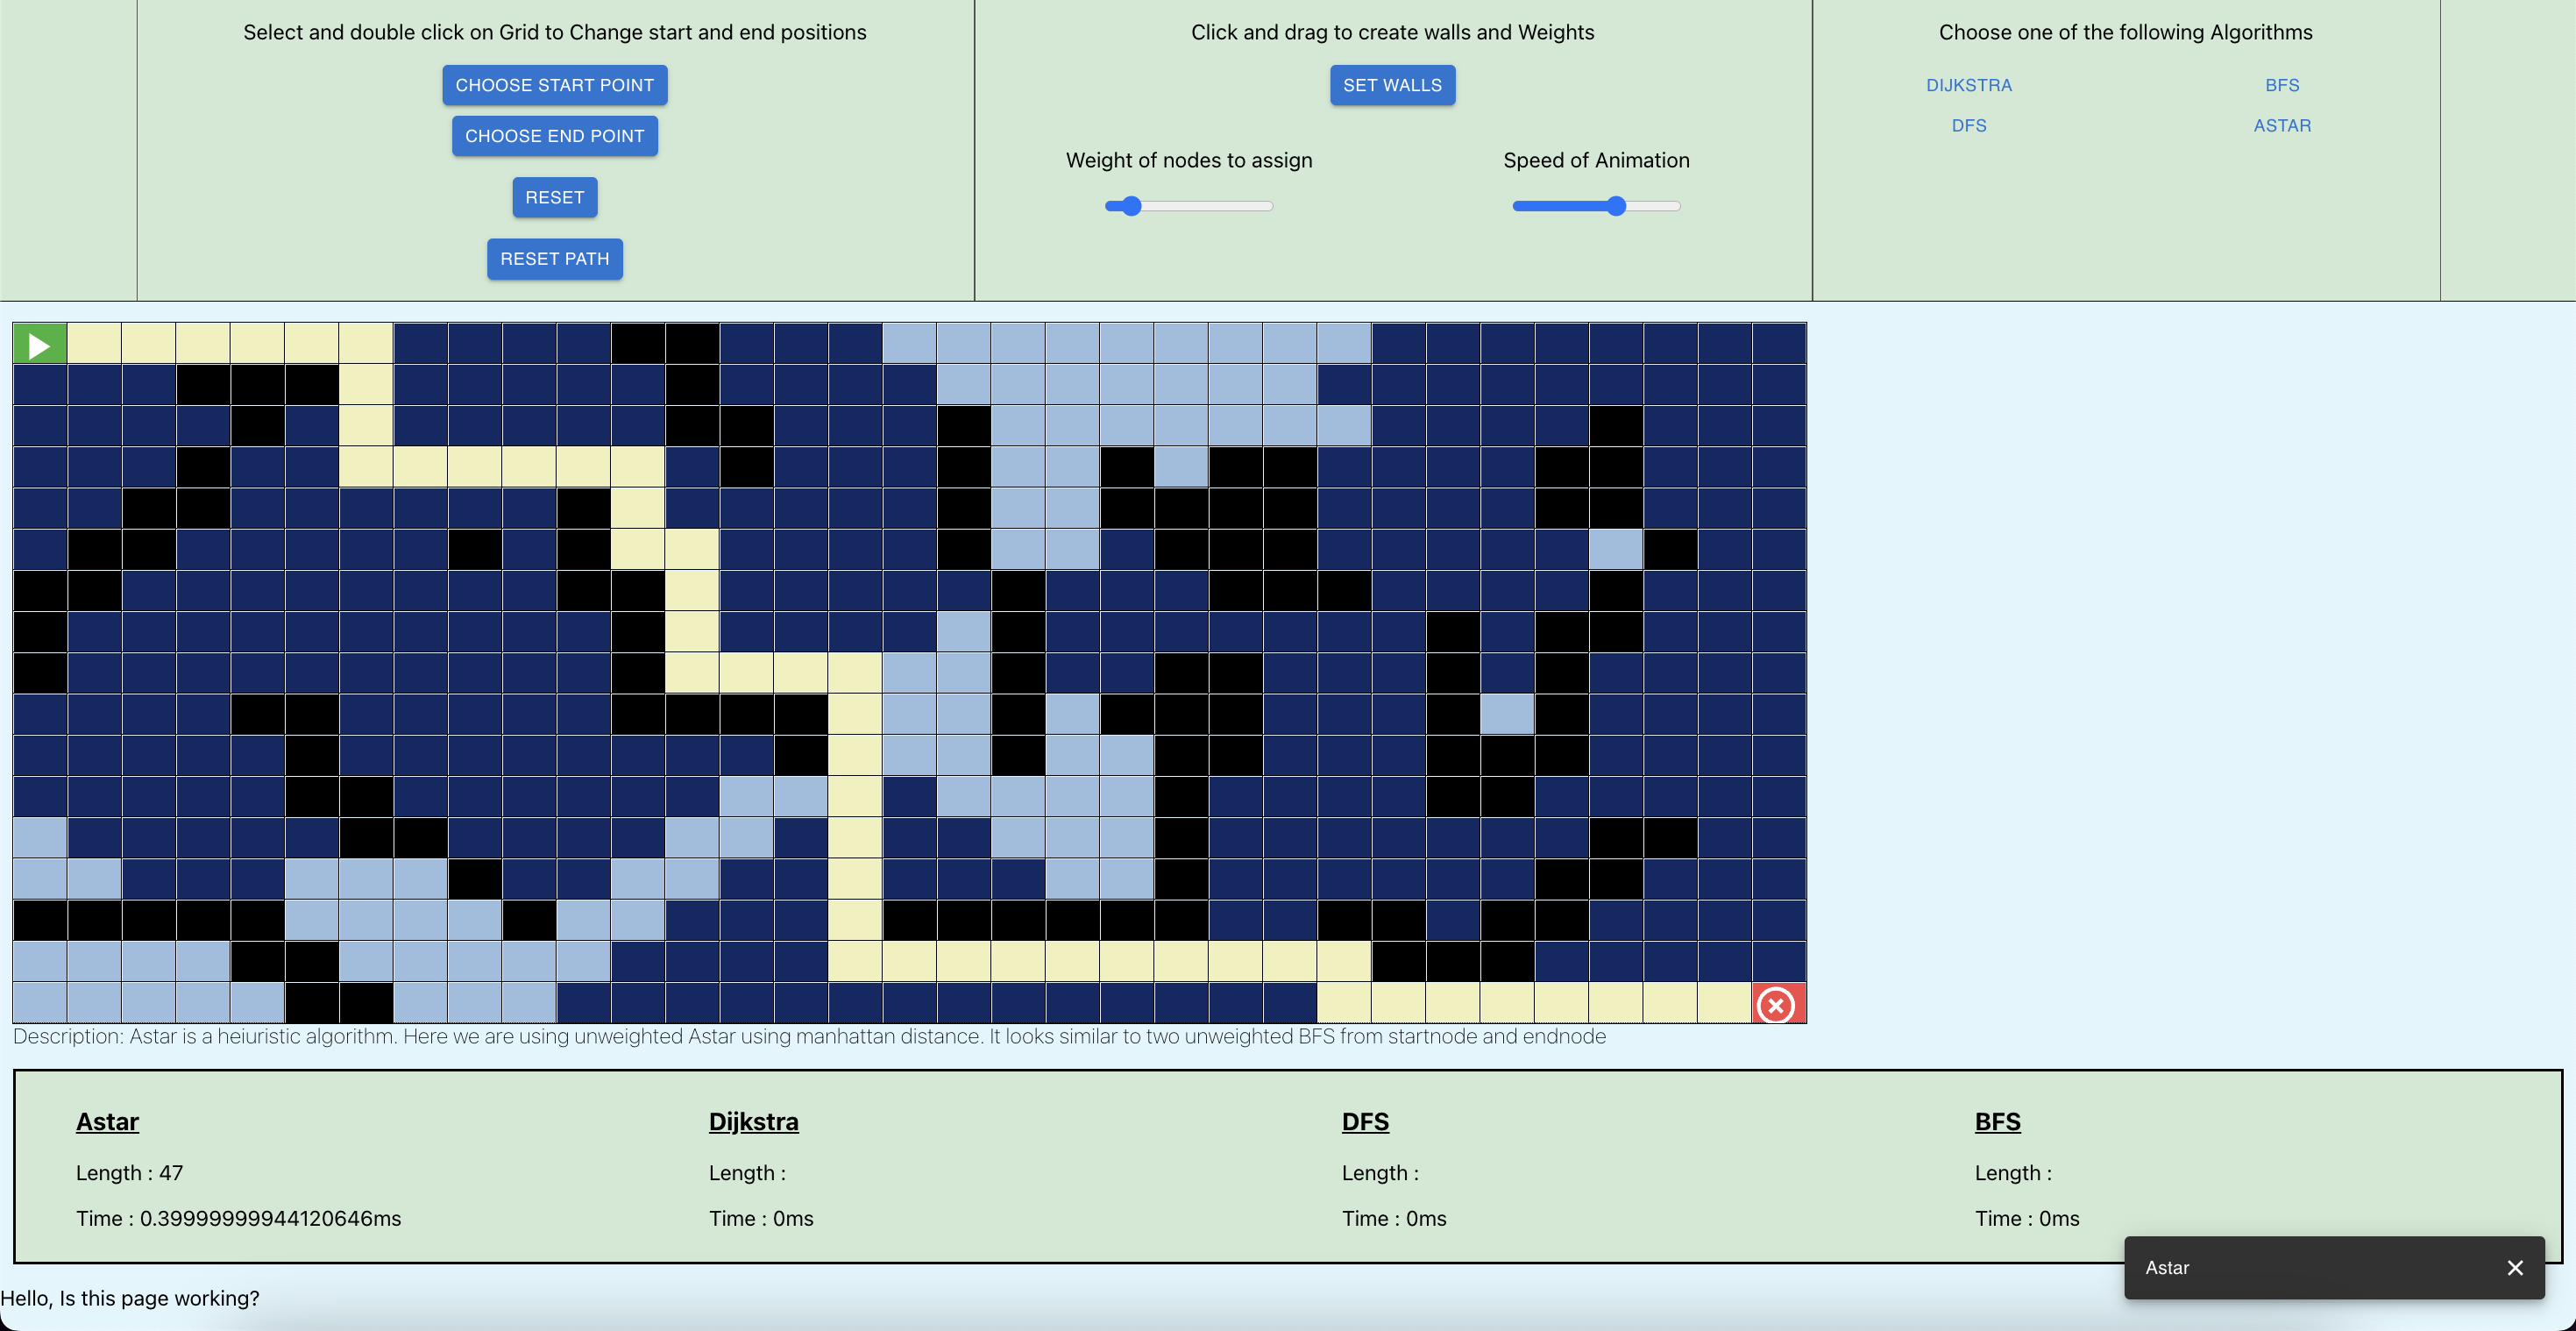 Select and double click on Grid to Change start and end positions
CHOOSE START POINT
CHOOSE END POINT
RESET
RESET PATH
Click and drag to create walls and Weights
SET WALLS
Weight of nodes to assign
Speed of Animation
Choose one of the following Algorithms
DIJKSTRA
BFS
DFS
ASTAR
Description: Astar is a heiuristic algorithm. Here we are using unweighted Astar using manhattan distance. It looks similar to two unweighted BFS from startnode and endnode
Astar
Length : 47
Time : 0.39999999944120646ms
Dijkstra
Length :
Time : 0ms
DFS
Length :
Time : 0ms
BFS
Length :
Time : 0ms
Astar
Hello, Is this page working?